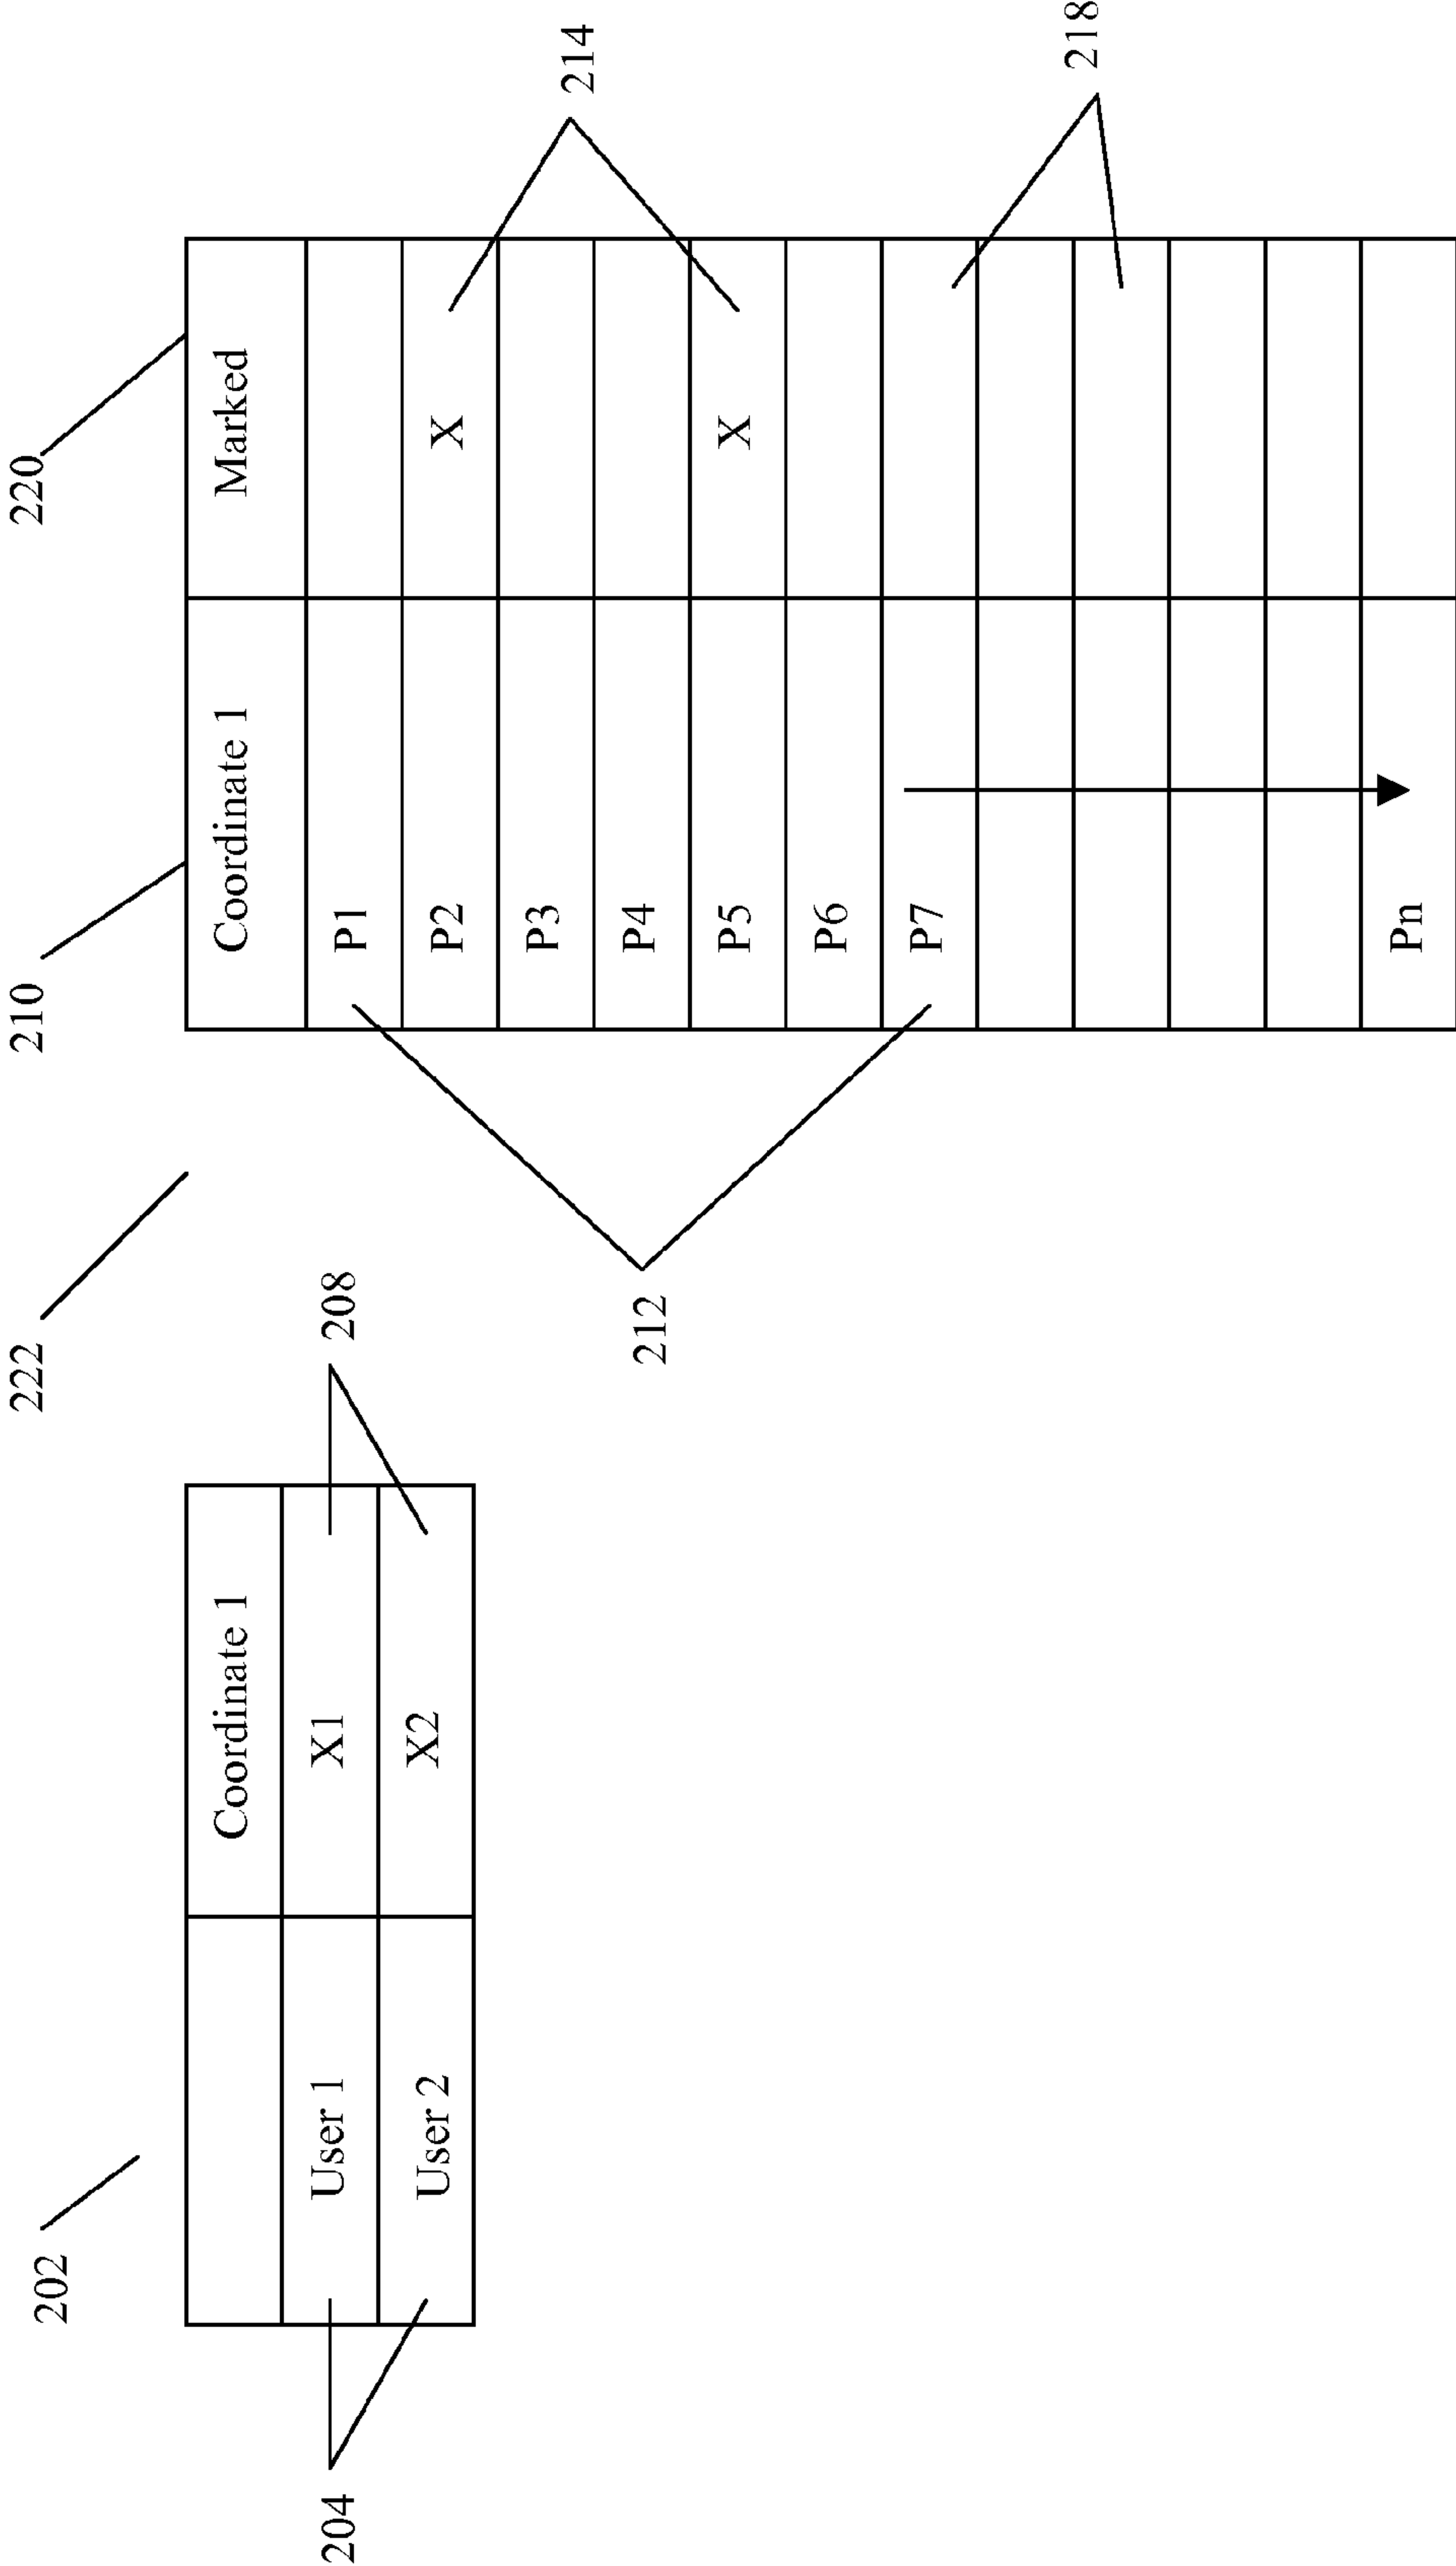 202
222
210
220
Coordinate 1
204
User 1
X1
208
User 2
X2
Coordinate 1
Marked
P1
P2
X
214
P3
P4
P5
X
212
P6
P7
218
Pn